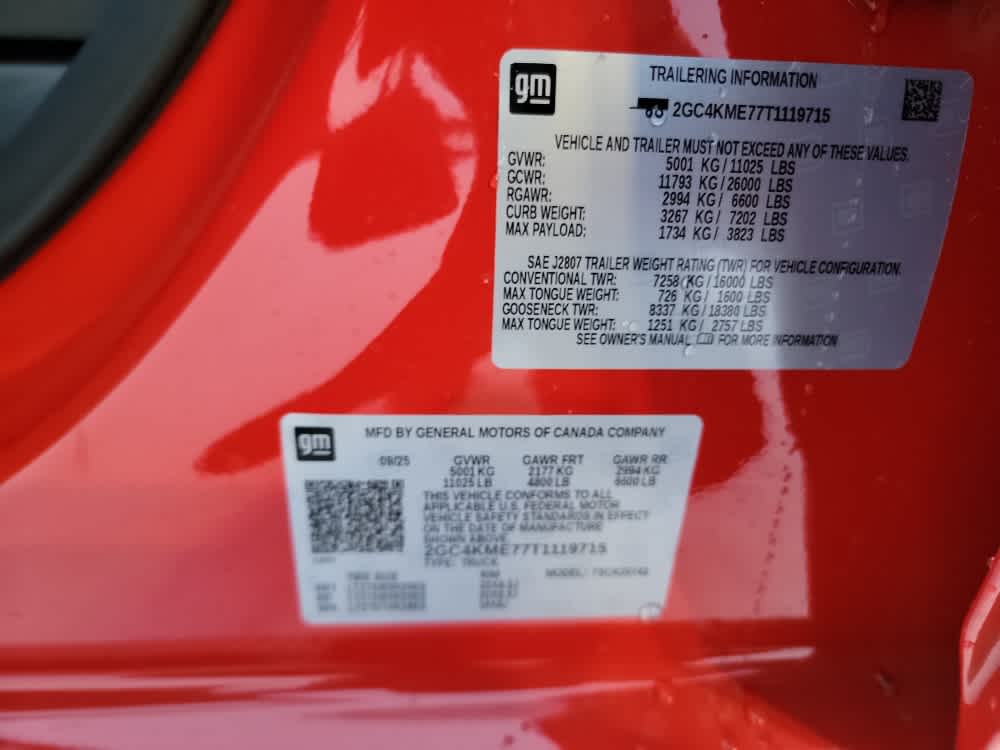 gm
TRAILERING INFORMATION
2GC4KME77T1119715
VEHICLE AND TRAILER MUST NOT EXCEED ANY OF THESE VALUES.
GVWR: 5001 KG / 11025 LBS
GCWR: 11793 KG / 26000 LBS
RGAWR: 2994 KG / 6600 LBS
CURB WEIGHT: 3267 KG / 7202 LBS
MAX PAYLOAD: 1734 KG / 3823 LBS
SAE J2807 TRAILER WEIGHT RATING (TWR) FOR VEHICLE CONFIGURATION.
CONVENTIONAL TWR: 7258 KG / 16000 LBS
MAX TONGUE WEIGHT: 726 KG / 1600 LBS
GOOSENECK TWR: 8337 KG / 18380 LBS
MAX TONGUE WEIGHT: 1251 KG / 2757 LBS
SEE OWNER'S MANUAL FOR MORE INFORMATION
gm
MFD BY GENERAL MOTORS OF CANADA COMPANY
GVWR GAWR FRT GAWR RR
5001 KG 2177 KG 2994 KG
11025 LB 4800 LB 6600 LB
THIS VEHICLE CONFORMS TO ALL
APPLICABLE U.S. FEDERAL MOTOR
VEHICLE SAFETY STANDARDS IN EFFECT
ON THE DATE OF MANUFACTURE
SHOWN ABOVE.
2GC4KME77T1119715
TYPE: TRUCK
MODEL: